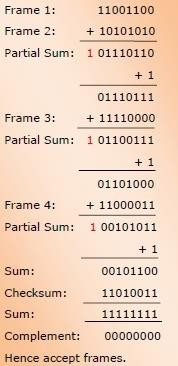 Frame 1: 11001100
Frame 2: + 10101010
Partial Sum: 1 01110110
+ 1
01110111
Frame 3: + 11110000
Partial Sum: 1 01100111
+ 1
01101000
Frame 4: + 11000011
Partial Sum: 1 00101011
+ 1
Sum: 00101100
Checksum: 11010011
Sum: 11111111
Complement: 00000000
Hence accept frames.